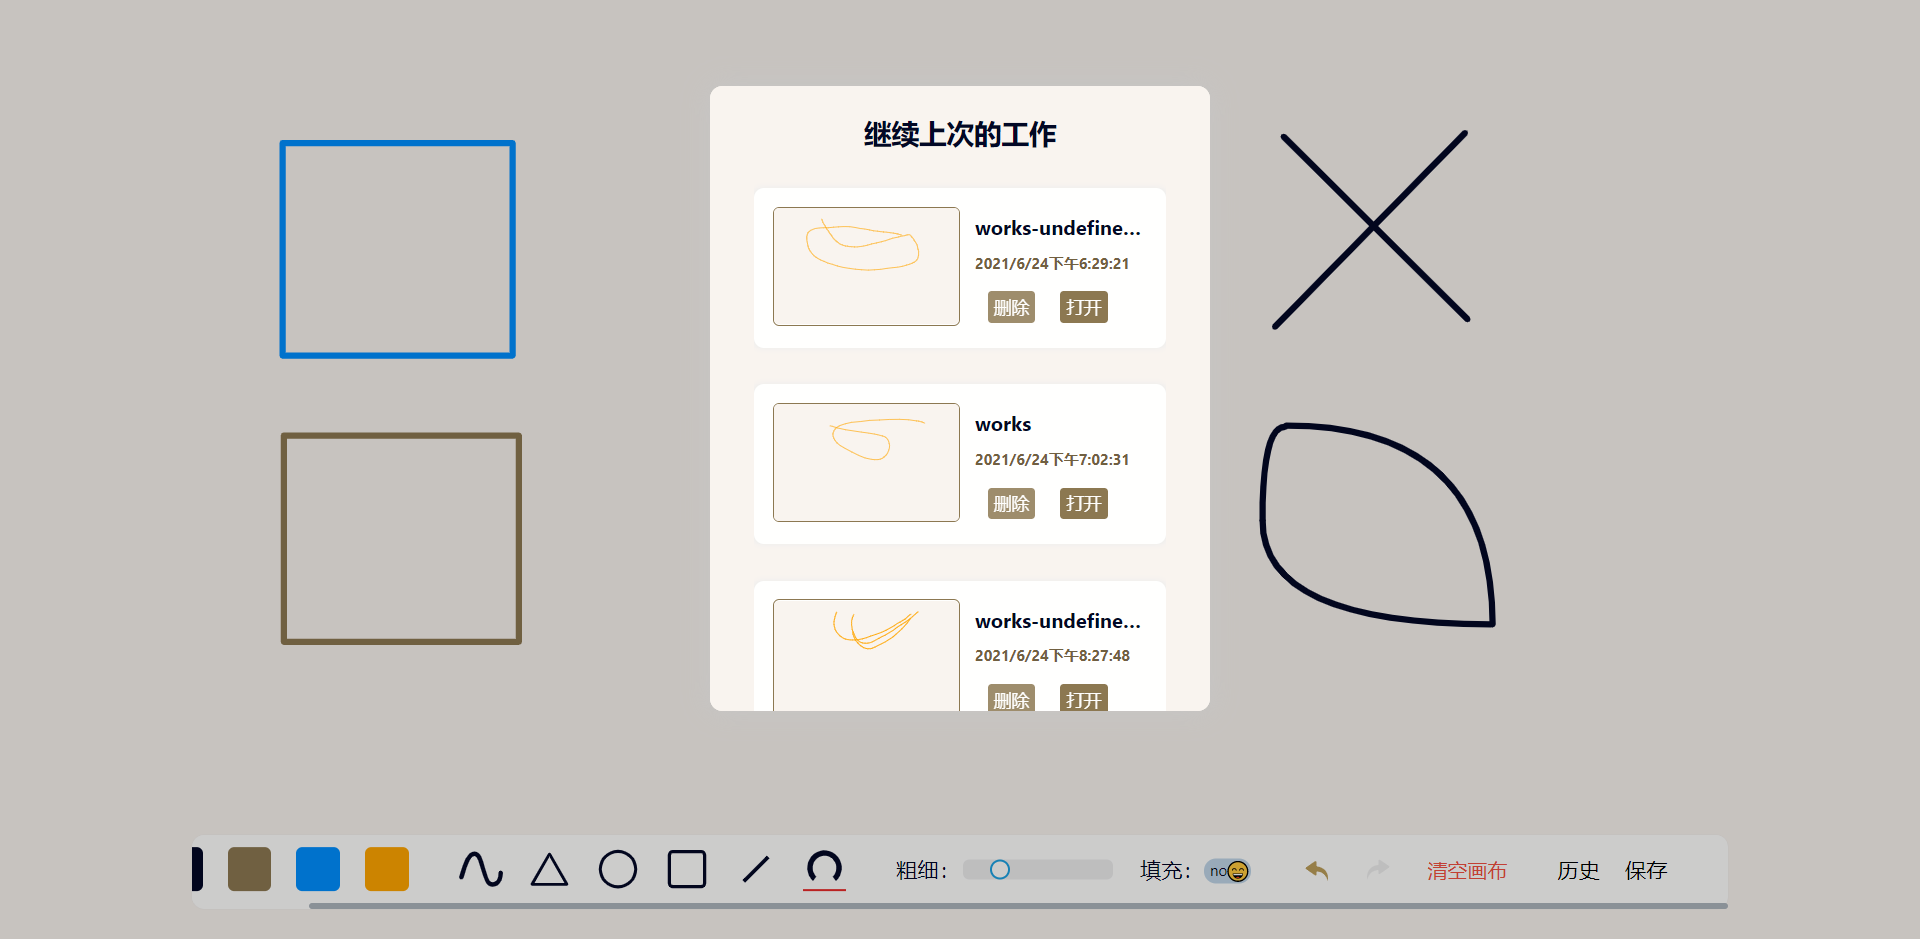 继续上次的工作
works-undefine...
2021/6/24下午6:29:21
删除 打开
works
2021/6/24下午7:02:31
删除 打开
works-undefine...
2021/6/24下午8:27:48
删除 打开
粗细： 填充： no 清空画布 历史 保存